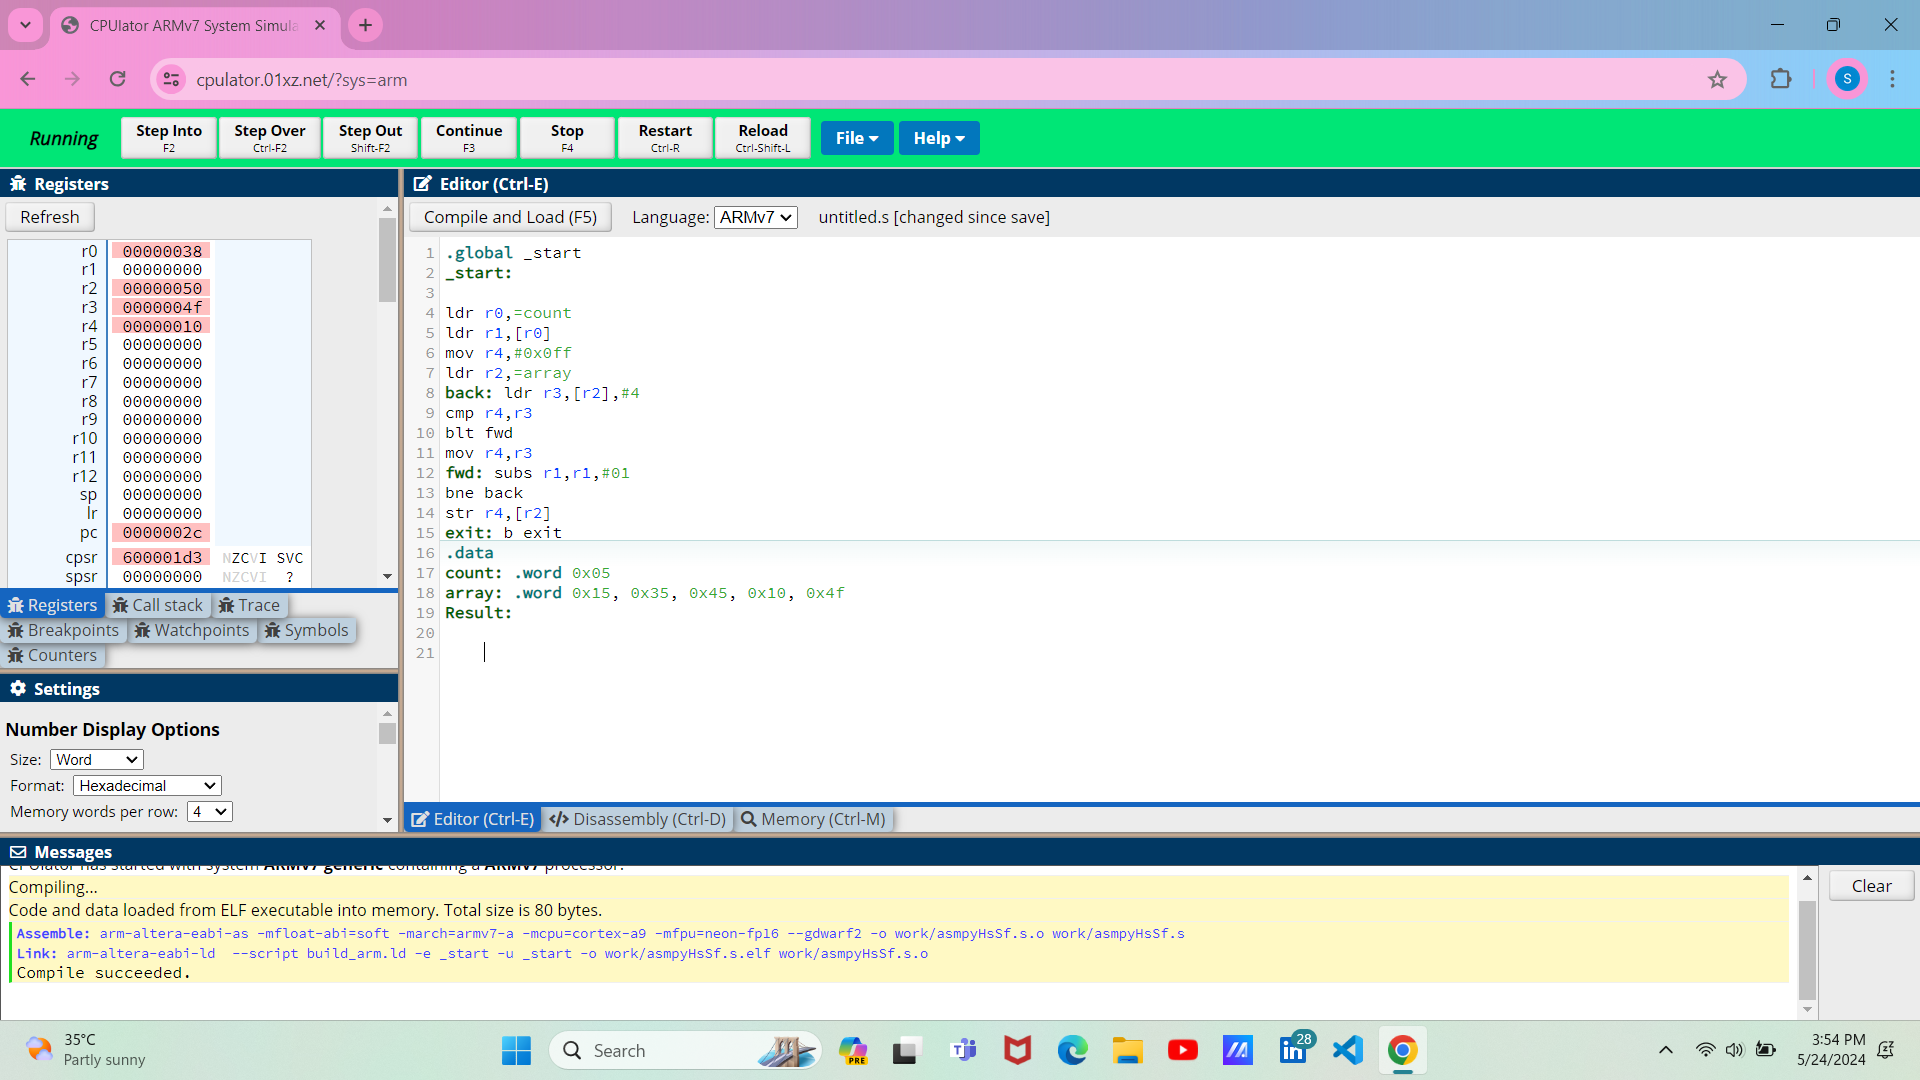 CPUlator ARMv7 System Simula
cpulator.01xz.net/?sys=arm
S
Running
Step Into
F2
Step Over
Ctrl-F2
Step Out
Shift-F2
Continue
F3
Stop
F4
Restart
Ctrl-R
Reload
Ctrl-Shift-L
File
Help
Registers
Refresh
r0 00000038
r1 00000000
r2 00000050
r3 0000004f
r4 00000010
r5 00000000
r6 00000000
r7 00000000
r8 00000000
r9 00000000
r10 00000000
r11 00000000
r12 00000000
sp 00000000
lr 00000000
pc 0000002c
cpsr 600001d3 NZCVI SVC
spsr 00000000 NZCVI ?
Registers Call stack Trace
Breakpoints Watchpoints Symbols
Counters
Settings
Number Display Options
Size: Word
Format: Hexadecimal
Memory words per row: 4
Editor (Ctrl-E)
Compile and Load (F5) Language: ARMv7 untitled.s [changed since save]
1 .global _start
2 _start:
3
4 ldr r0,=count
5 ldr r1,[r0]
6 mov r4,#0x0ff
7 ldr r2,=array
8 back: ldr r3,[r2],#4
9 cmp r4,r3
10 blt fwd
11 mov r4,r3
12 fwd: subs r1,r1,#01
13 bne back
14 str r4,[r2]
15 exit: b exit
16 .data
17 count: .word 0x05
18 array: .word 0x15, 0x35, 0x45, 0x10, 0x4f
19 Result:
20
21
Editor (Ctrl-E) Disassembly (Ctrl-D) Memory (Ctrl-M)
Messages
CPUlator has started with system ARMv7 generic containing a ARMv7 processor.
Compiling...
Code and data loaded from ELF executable into memory. Total size is 80 bytes.
Assemble: arm-altera-eabi-as -mfloat-abi=soft -march=armv7-a -mcpu=cortex-a9 -mfpu=neon-fp16 --gdwarf2 -o work/asmpyHsSf.s.o work/asmpyHsSf.s
Link: arm-altera-eabi-ld --script build_arm.ld -e _start -u _start -o work/asmpyHsSf.s.elf work/asmpyHsSf.s.o
Compile succeeded.
Clear
35°C
Partly sunny
Search
PRE
28
3:54 PM
5/24/2024